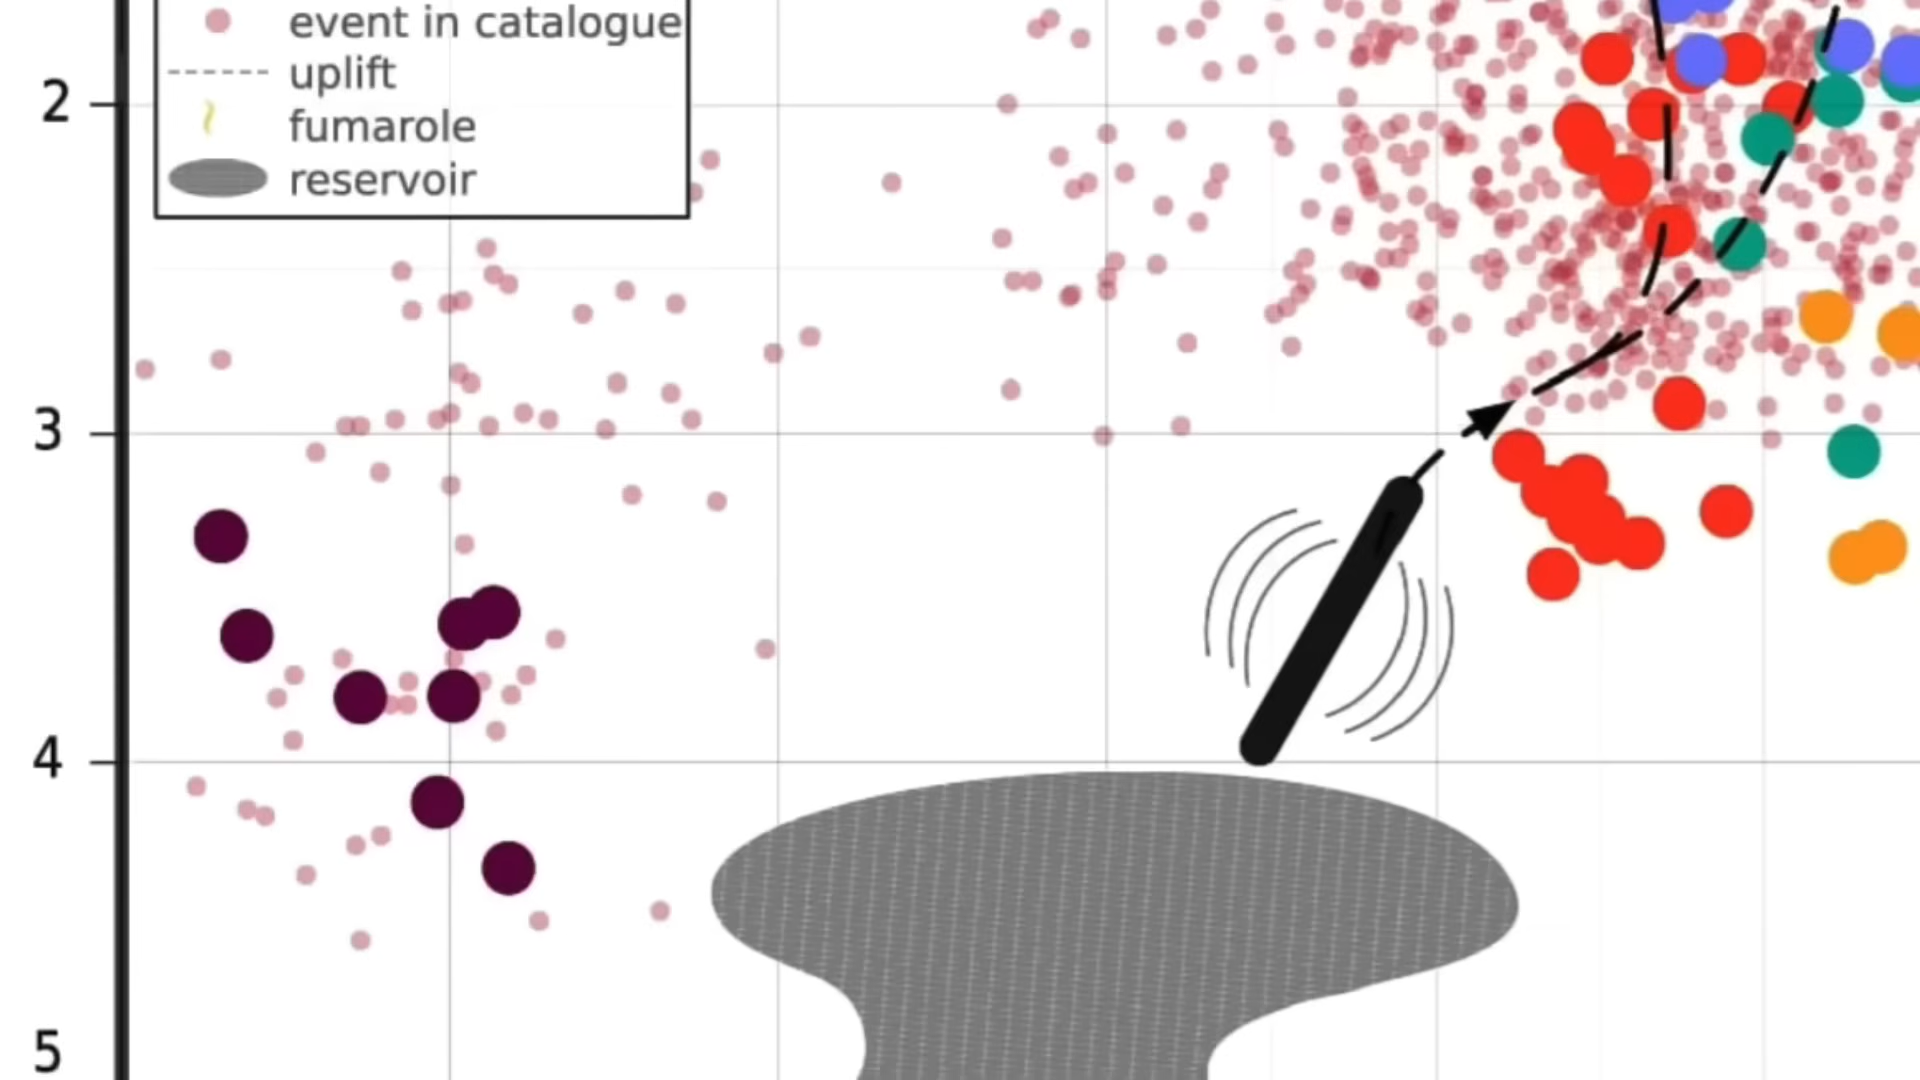 event in catalogue
uplift
fumarole
reservoir
2
3
4
5